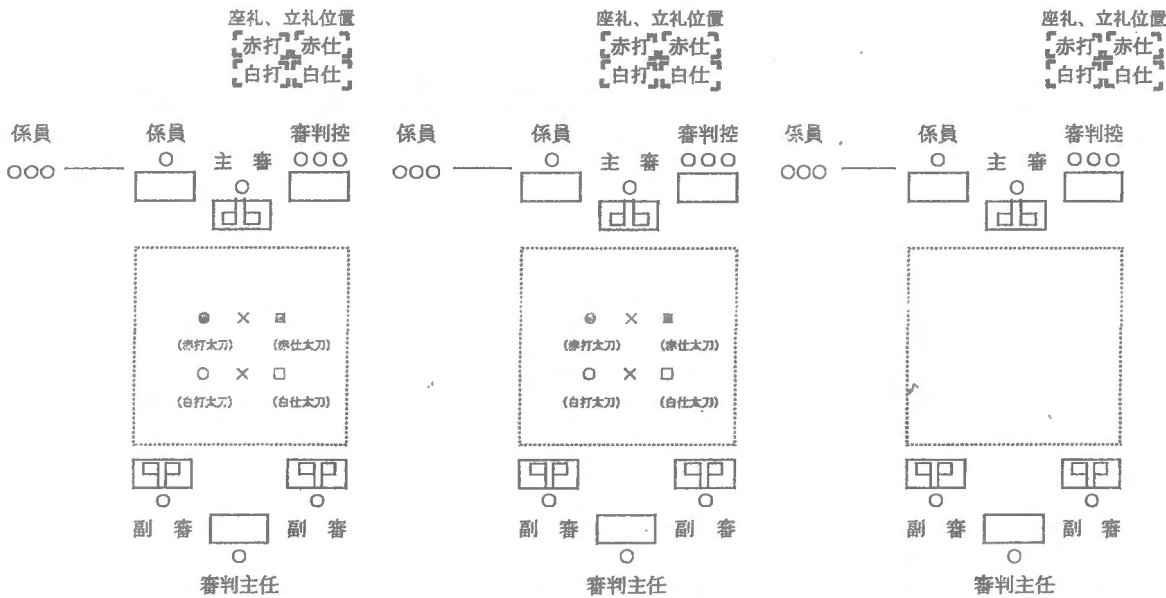 座礼、立礼位置
赤打 赤仕
白打 白仕
係員 係員 審判控
主 審
(赤打太刀) (赤仕太刀)
(白打太刀) (白仕太刀)
副 審 副 審
審判主任
座礼、立礼位置
赤打 赤仕
白打 白仕
係員 係員 審判控
主 審
(赤打太刀) (赤仕太刀)
(白打太刀) (白仕太刀)
副 審 副 審
審判主任
座礼、立礼位置
赤打 赤仕
白打 白仕
係員 係員 審判控
主 審
副 審 副 審
審判主任